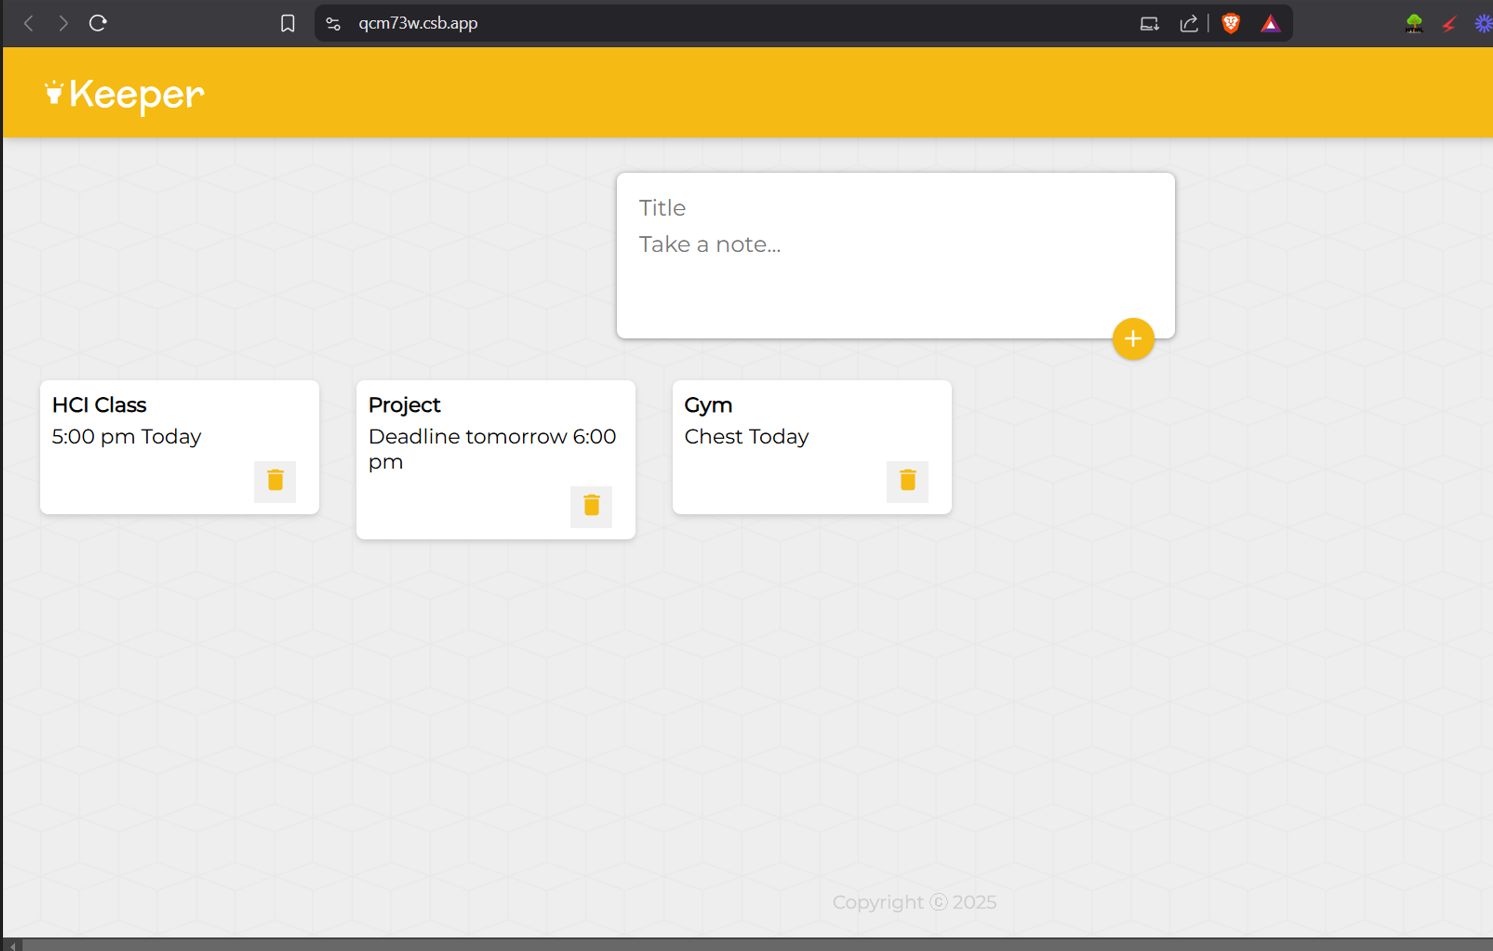 qcm73w.csb.app
Keeper
Title
Take a note...
HCI Class
5:00 pm Today
Project
Deadline tomorrow 6:00
pm
Gym
Chest Today
Copyright ⓒ 2025